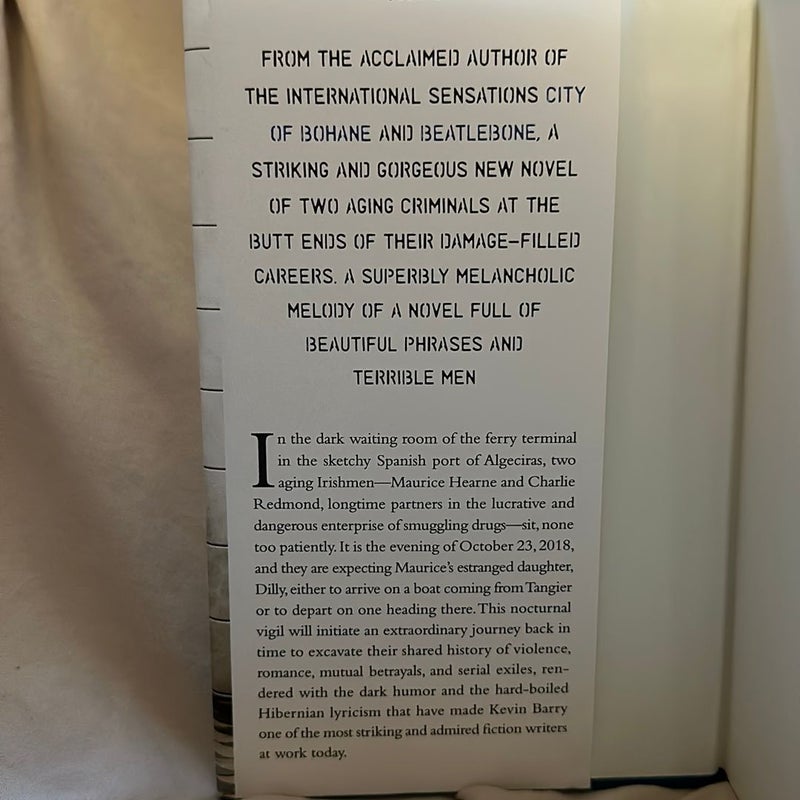 FROM THE ACCLAIMED AUTHOR OF
THE INTERNATIONAL SENSATIONS CITY
OF BOHANE AND BEATLEBONE, A
STRIKING AND GORGEOUS NEW NOVEL
OF TWO AGING CRIMINALS AT THE
BUTT ENDS OF THEIR DAMAGE-FILLED
CAREERS. A SUPERBLY MELANCHOLIC
MELODY OF A NOVEL FULL OF
BEAUTIFUL PHRASES AND
TERRIBLE MEN
In the dark waiting room of the ferry terminal
in the sketchy Spanish port of Algeciras, two
aging Irishmen—Maurice Hearne and Charlie
Redmond, longtime partners in the lucrative and
dangerous enterprise of smuggling drugs—sit, none
too patiently. It is the evening of October 23, 2018,
and they are expecting Maurice's estranged daughter,
Dilly, either to arrive on a boat coming from Tangier
or to depart on one heading there. This nocturnal
vigil will initiate an extraordinary journey back in
time to excavate their shared history of violence,
romance, mutual betrayals, and serial exiles, ren-
dered with the dark humor and the hard-boiled
Hibernian lyricism that have made Kevin Barry
one of the most striking and admired fiction writers
at work today.